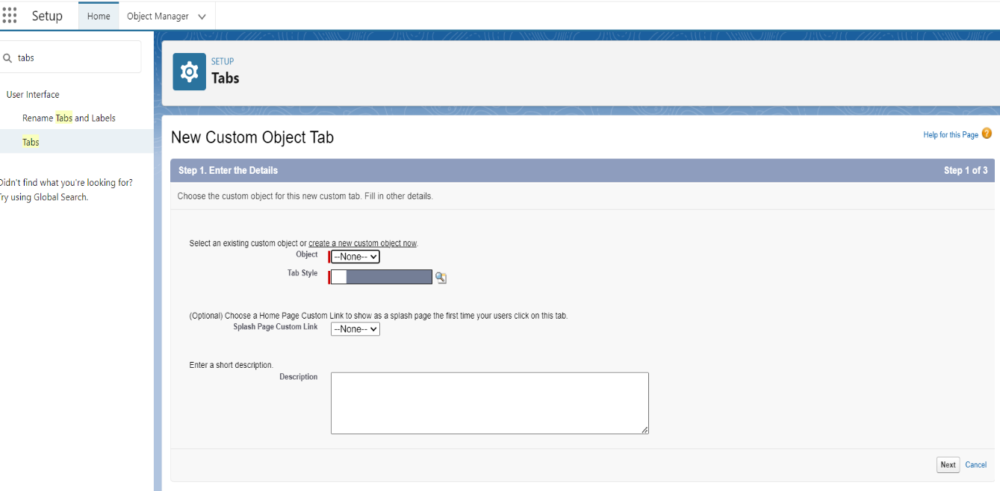 Setup
Home
Object Manager
tabs
User Interface
Rename Tabs and Labels
Tabs
Didn't find what you're looking for?
Try using Global Search.
SETUP
Tabs
New Custom Object Tab
Help for this Page ?
Step 1. Enter the Details
Step 1 of 3
Choose the custom object for this new custom tab. Fill in other details.
Select an existing custom object or create a new custom object now.
Object --None--
Tab Style
(Optional) Choose a Home Page Custom Link to show as a splash page the first time your users click on this tab.
Splash Page Custom Link --None--
Enter a short description.
Description
Next Cancel